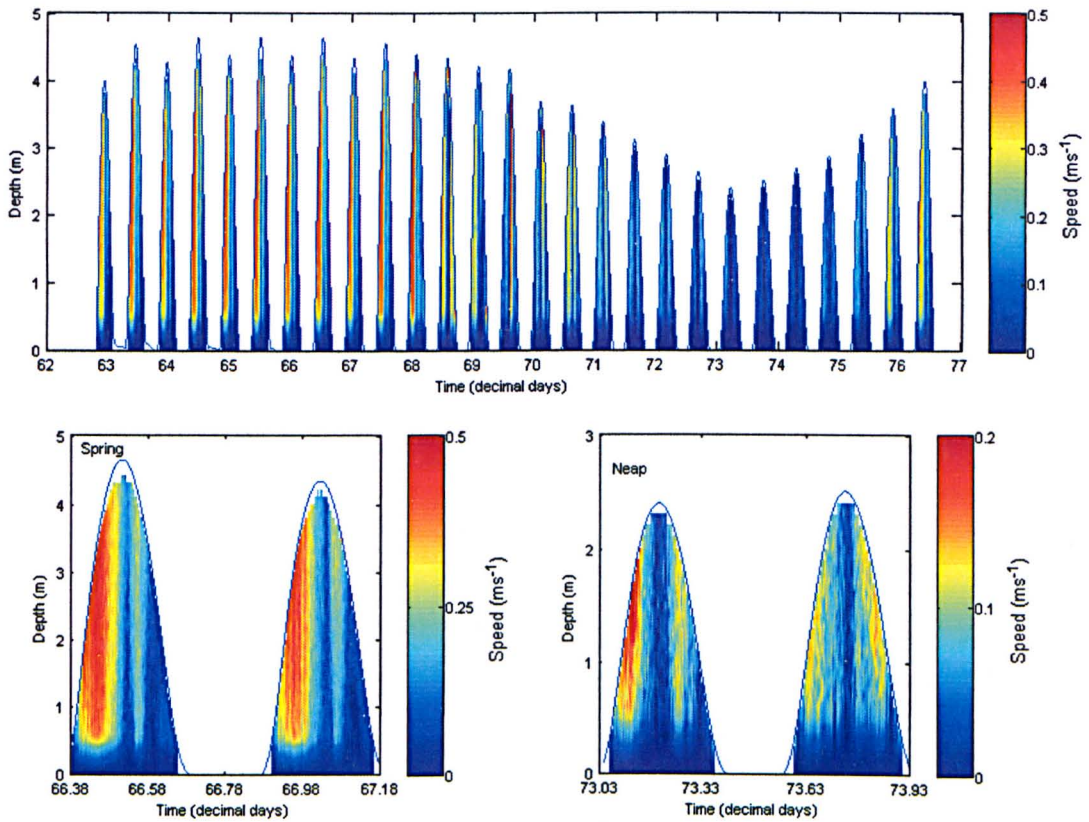 5
4
3
2
1
0
Depth (m)
62 63 64 65 66 67 68 69 70 71 72 73 74 75 76 77
Time (decimal days)
0.5
0.4
0.3
0.2
0.1
0
Speed (ms⁻¹)
Spring
5
4
3
2
1
0
Depth (m)
66.38 66.58 66.78 66.98 67.18
Time (decimal days)
0.5
0.25
0
Speed (ms⁻¹)
Neap
3
2
1
0
Depth (m)
73.03 73.33 73.63 73.93
Time (decimal days)
0.2
0.1
0
Speed (ms⁻¹)